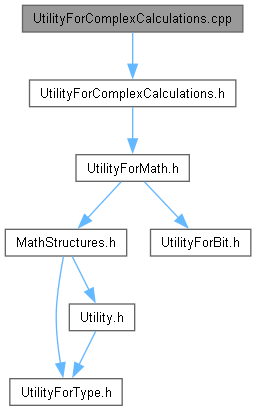 UtilityForComplexCalculations.cpp
UtilityForComplexCalculations.h
UtilityForMath.h
MathStructures.h
UtilityForBit.h
Utility.h
UtilityForType.h